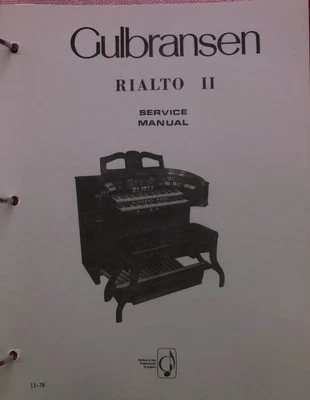 Gulbransen
RIALTO II
SERVICE
MANUAL
11-76